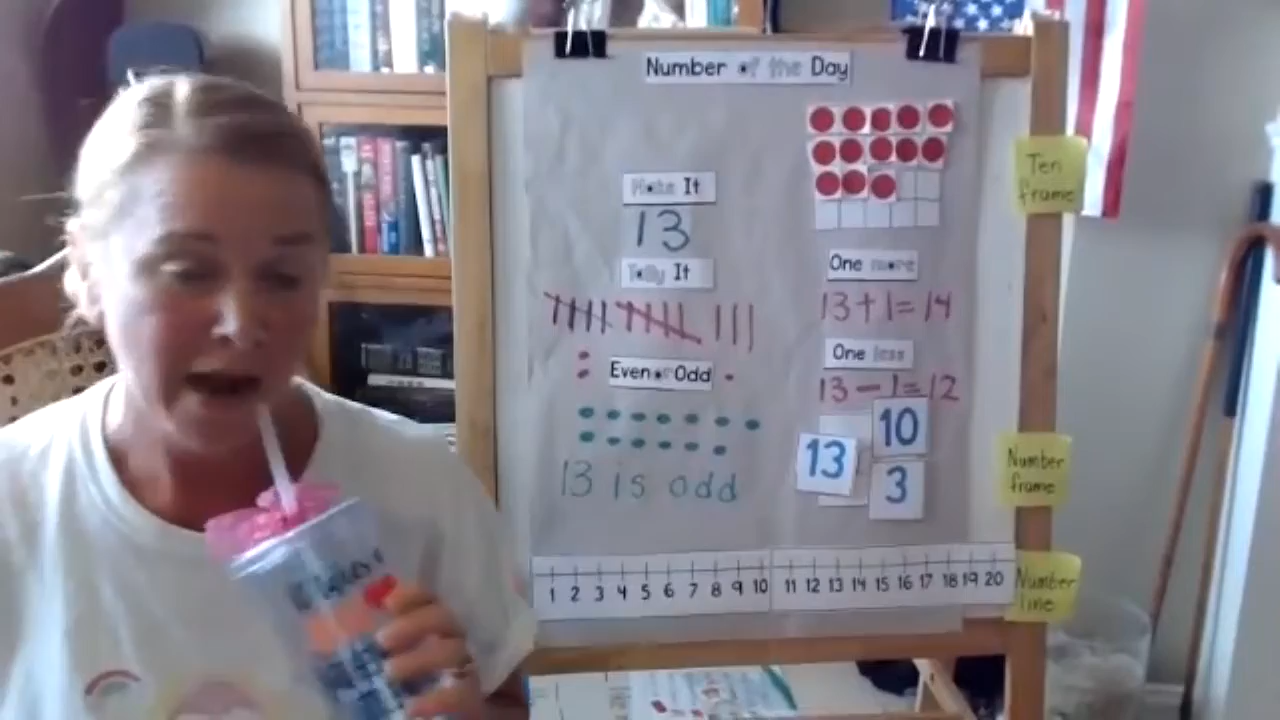 Number of the Day
Make It
13
Tally It
Even or Odd
13 is odd
Ten frame
One more
13+1=14
One less
13-1=12
13
10
3
Number frame
1 2 3 4 5 6 7 8 9 10 11 12 13 14 15 16 17 18 19 20
Number line